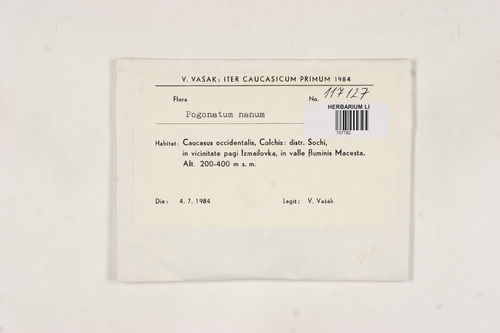 V. VAŠÁK: ITER CAUCASICUM PRIMUM 1984
Flora No. 117127
HERBARIUM LI
757782
Pogonatum nanum
Habitat: Caucasus occidentalis, Colchis: distr. Sochi,
in vicinitate pagi Izmailovka, in valle fluminis Macesta.
Alt. 200-400 m s. m.
Die: 4. 7. 1984 Legit: V. Vašák